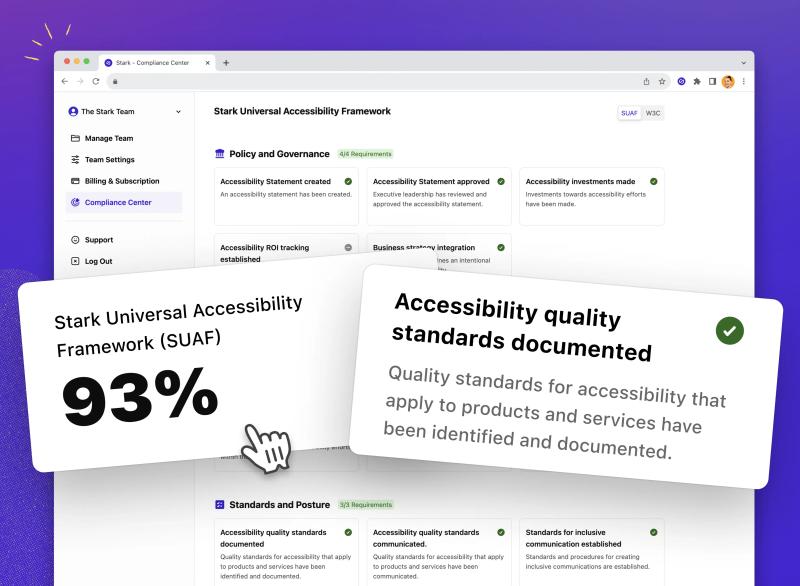 Stark - Compliance Center
The Stark Team
Manage Team
Team Settings
Billing & Subscription
Compliance Center
Support
Log Out
Stark Universal Accessibility Framework
SUAF W3C
Policy and Governance 4/4 Requirements
Accessibility Statement created
An accessibility statement has been created.
Accessibility Statement approved
Executive leadership has reviewed and
approved the accessibility statement.
Accessibility investments made
Investments towards accessibility efforts
have been made.
Accessibility ROI tracking
established
Business strategy integration
an intentional
Stark Universal Accessibility
Framework (SUAF)
93%
Accessibility quality
standards documented
Quality standards for accessibility that
apply to products and services have
been identified and documented.
Standards and Posture 3/3 Requirements
Accessibility quality standards
documented
Quality standards for accessibility that apply
to products and services have been
identified and documented.
Accessibility quality standards
communicated.
Quality standards for accessibility that apply
to products and services have been
communicated.
Standards for inclusive
communication established
Standards and procedures for creating
inclusive communications are established.